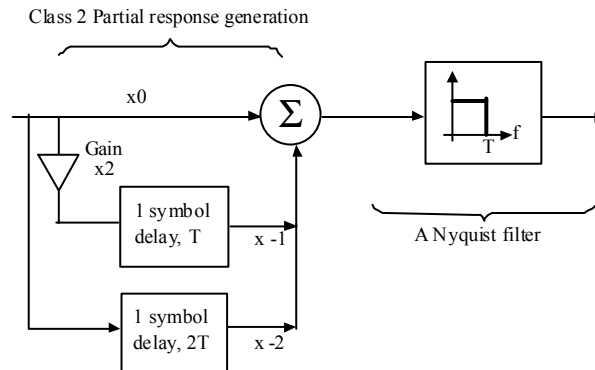 Class 2 Partial response generation
x0
Σ
f
T
Gain
x2
1 symbol
delay, T
x -1
A Nyquist filter
1 symbol
delay, 2T
x -2